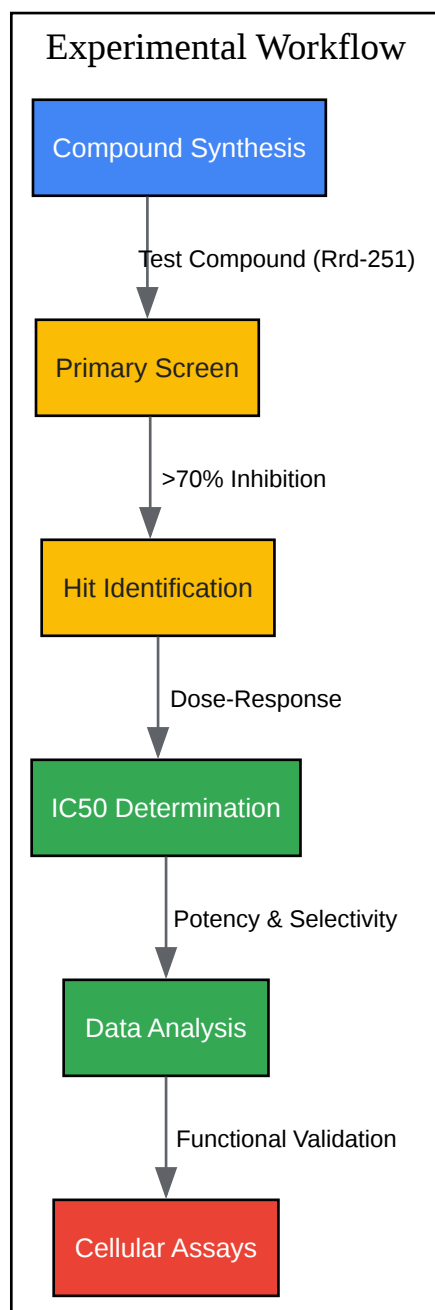 Experimental Workflow
Compound Synthesis
Test Compound (Rrd-251)
Primary Screen
>70% Inhibition
Hit Identification
Dose-Response
IC50 Determination
Potency & Selectivity
Data Analysis
Functional Validation
Cellular Assays